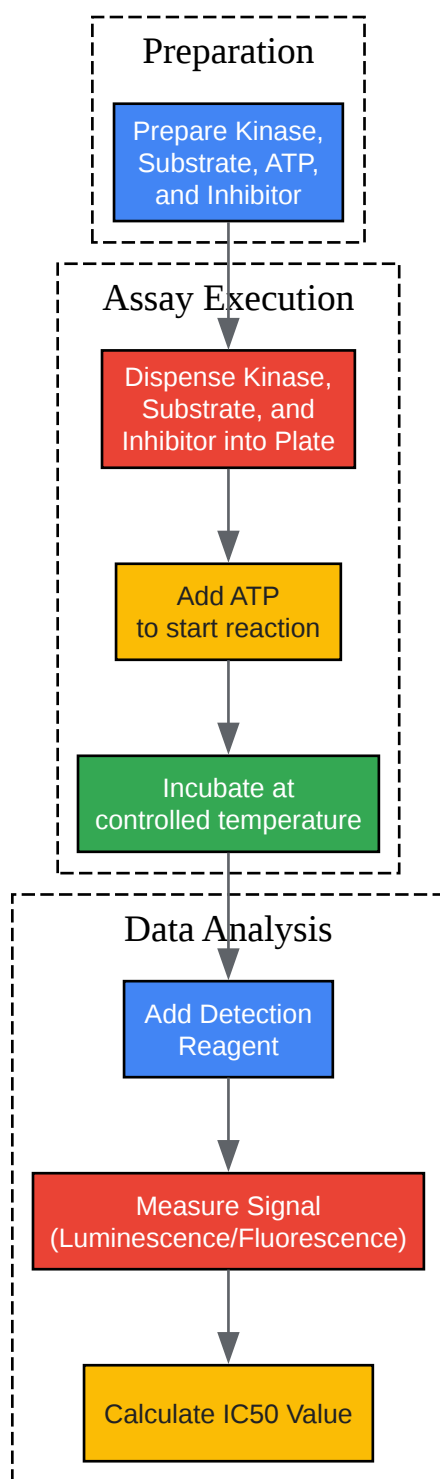 Preparation
Prepare Kinase,
Substrate, ATP,
and Inhibitor
Assay Execution
Dispense Kinase,
Substrate, and
Inhibitor into Plate
Add ATP
to start reaction
Incubate at
controlled temperature
Data Analysis
Add Detection
Reagent
Measure Signal
(Luminescence/Fluorescence)
Calculate IC50 Value